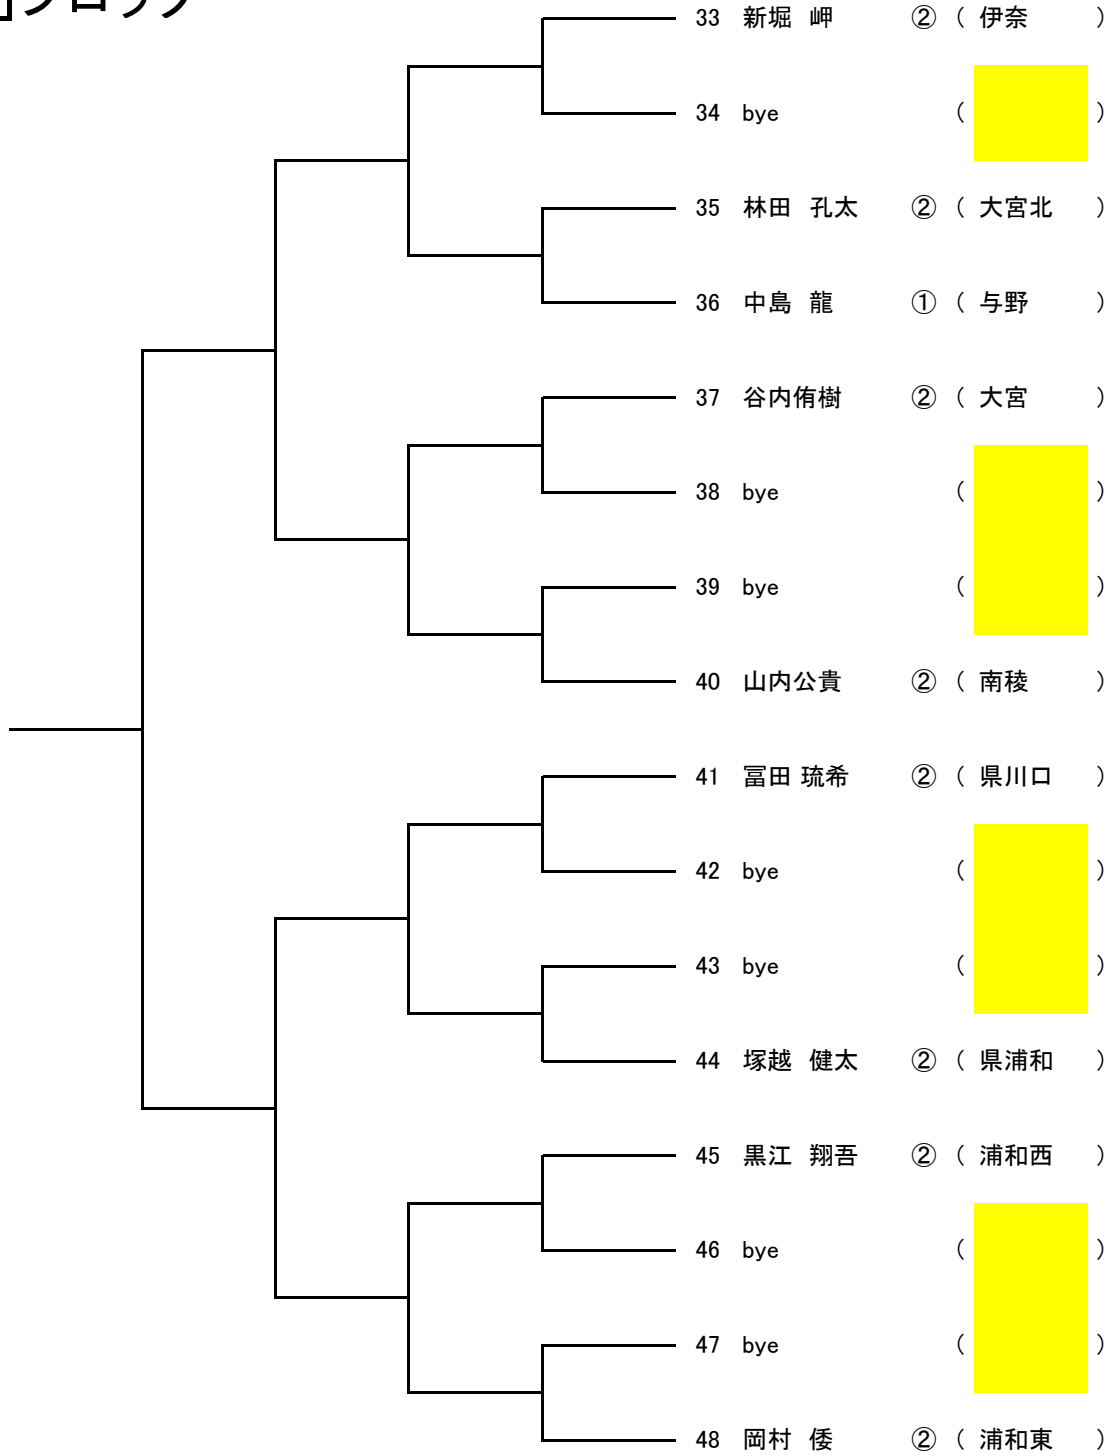 ブロック
33 新堀 岬 ② ( 伊奈 )
34 bye ( )
35 林田 孔太 ② ( 大宮北 )
36 中島 龍 ① ( 与野 )
37 谷内侑樹 ② ( 大宮 )
38 bye ( )
39 bye ( )
40 山内公貴 ② ( 南稜 )
41 冨田 琉希 ② ( 県川口 )
42 bye ( )
43 bye ( )
44 塚越 健太 ② ( 県浦和 )
45 黒江 翔吾 ② ( 浦和西 )
46 bye ( )
47 bye ( )
48 岡村 倭 ② ( 浦和東 )